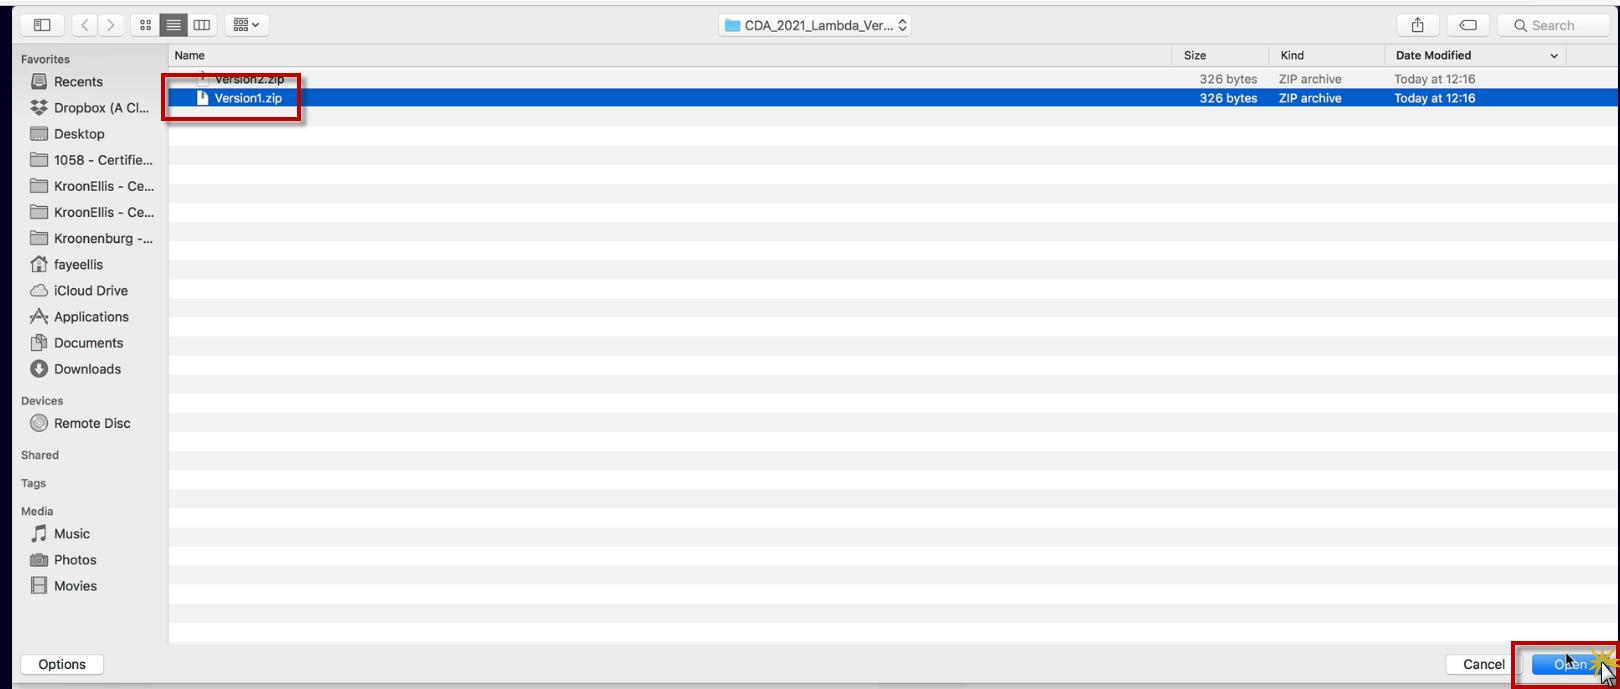 CDA_2021_Lambda_Ver...
Search
Favorites
Recents
Dropbox (A Cl...
Desktop
1058 - Certifie...
KroonEllis - Ce...
KroonEllis - Ce...
Kroonenburg -...
fayeellis
iCloud Drive
Applications
Documents
Downloads
Devices
Remote Disc
Shared
Tags
Media
Music
Photos
Movies
Name Size Kind Date Modified
Version2.zip 326 bytes ZIP archive Today at 12:16
Version1.zip 326 bytes ZIP archive Today at 12:16
Options Cancel Open